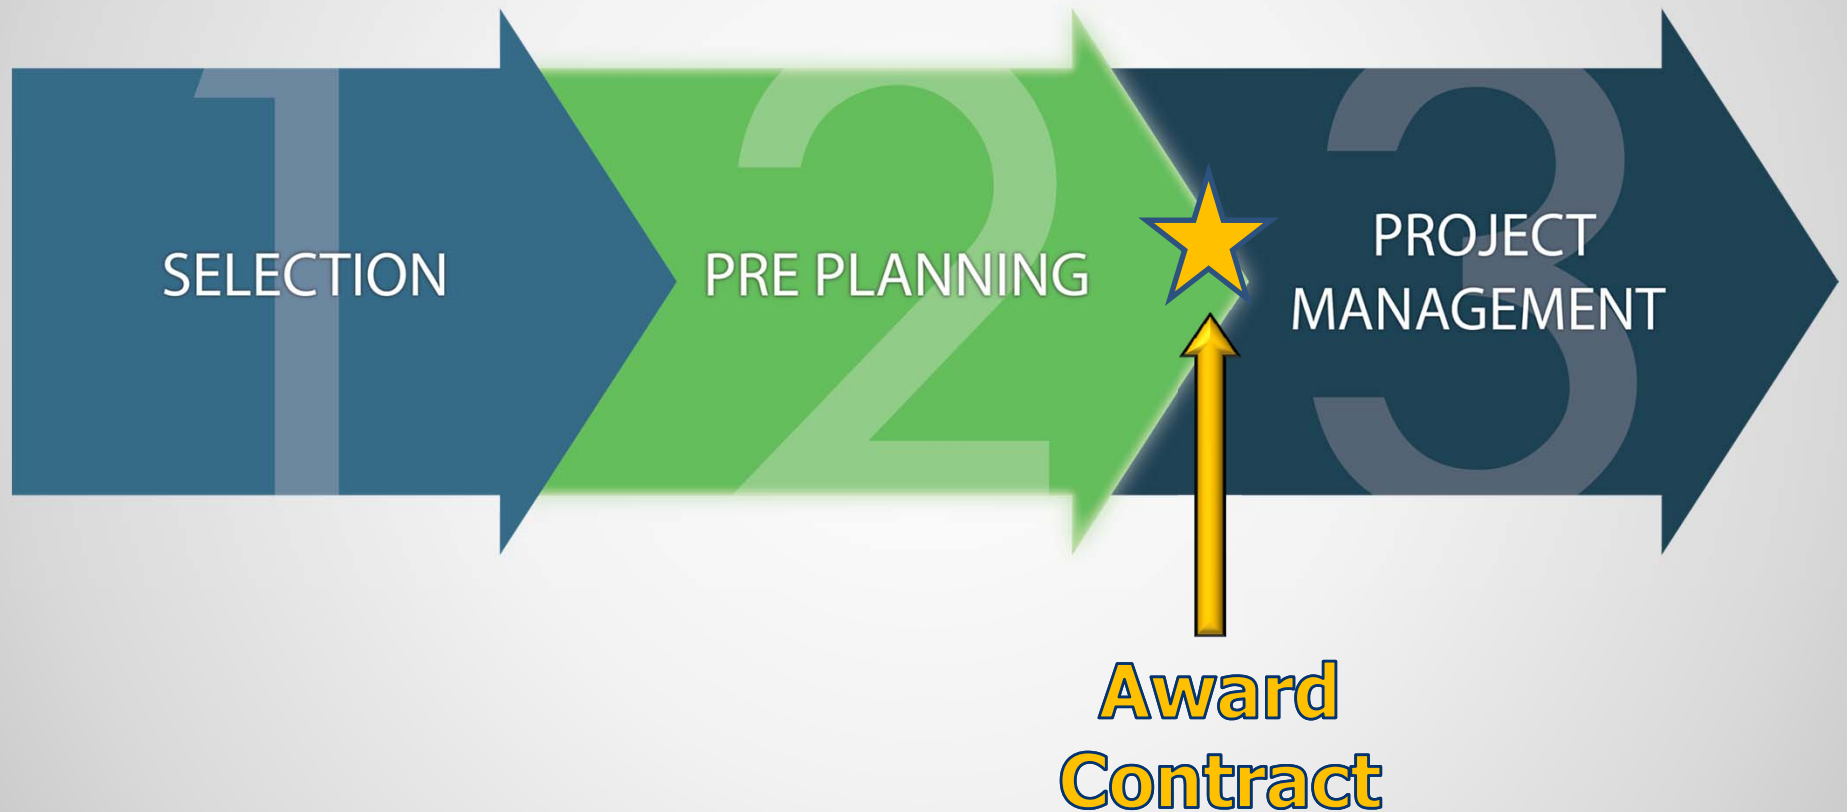 1
SELECTION
2
PRE PLANNING
3
PROJECT
MANAGEMENT
Award
Contract